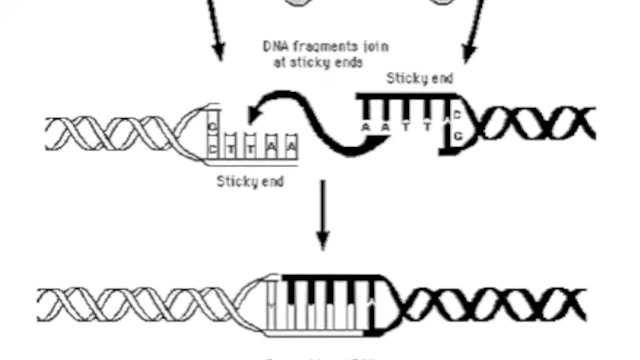 DNA fragments join
at sticky ends
Sticky end
A A T T A C
G
G
C T T A A
Sticky end
A